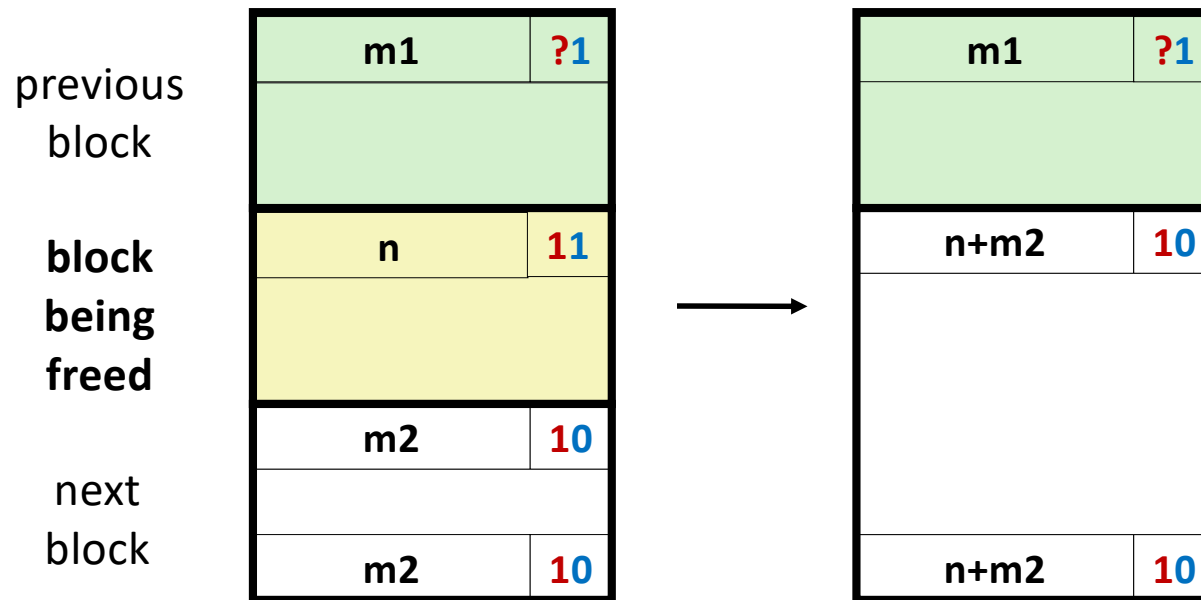 previous
block
m1 ?1
block
being
freed
n 11
next
block
m2 10
m2 10
m1 ?1
n+m2 10
n+m2 10